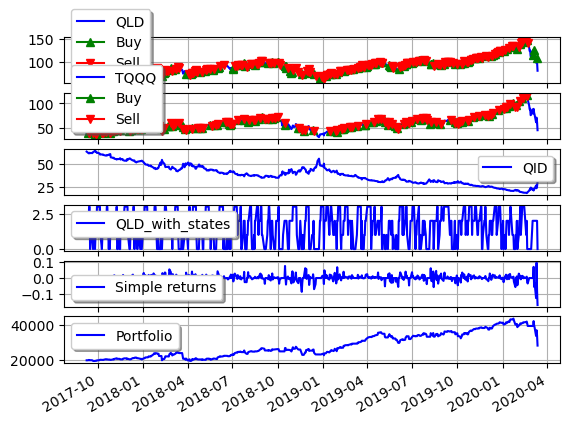 QLD
Buy
Sell
150
100
TQQQ
Buy
Sell
100
50
QID
50
25
QLD_with_states
2.5
0.0
Simple returns
0.1
0.0
−0.1
Portfolio
40000
20000
2017-10
2018-01
2018-04
2018-07
2018-10
2019-01
2019-04
2019-07
2019-10
2020-01
2020-04